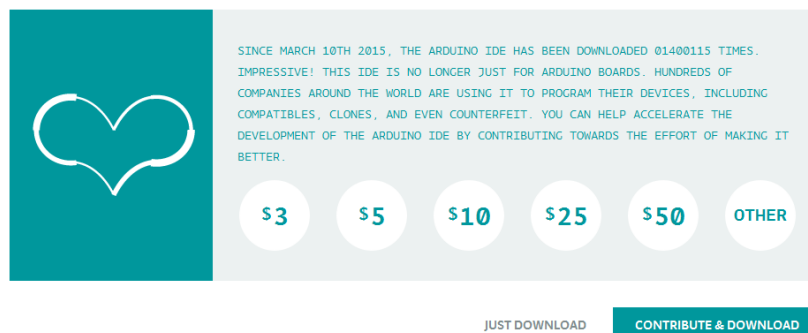 SINCE MARCH 10TH 2015, THE ARDUINO IDE HAS BEEN DOWNLOADED 01400115 TIMES.
IMPRESSIVE! THIS IDE IS NO LONGER JUST FOR ARDUINO BOARDS. HUNDREDS OF
COMPANIES AROUND THE WORLD ARE USING IT TO PROGRAM THEIR DEVICES, INCLUDING
COMPATIBLES, CLONES, AND EVEN COUNTERFEIT. YOU CAN HELP ACCELERATE THE
DEVELOPMENT OF THE ARDUINO IDE BY CONTRIBUTING TOWARDS THE EFFORT OF MAKING IT
BETTER.
$3 $5 $10 $25 $50 OTHER
JUST DOWNLOAD CONTRIBUTE & DOWNLOAD